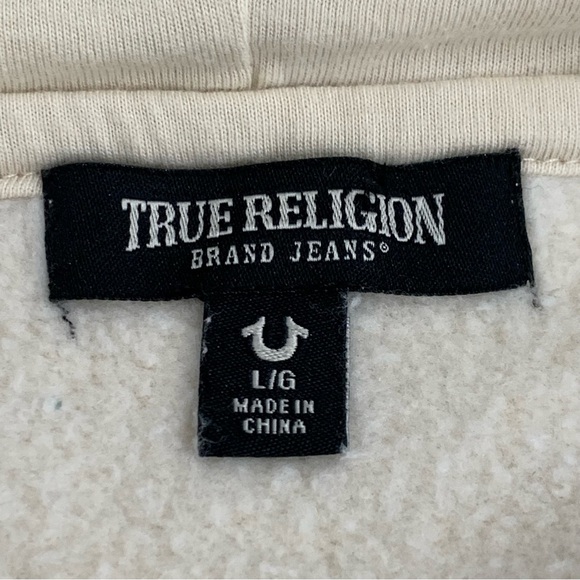 TRUE RELIGION
BRAND JEANS®
L/G
MADE IN
CHINA